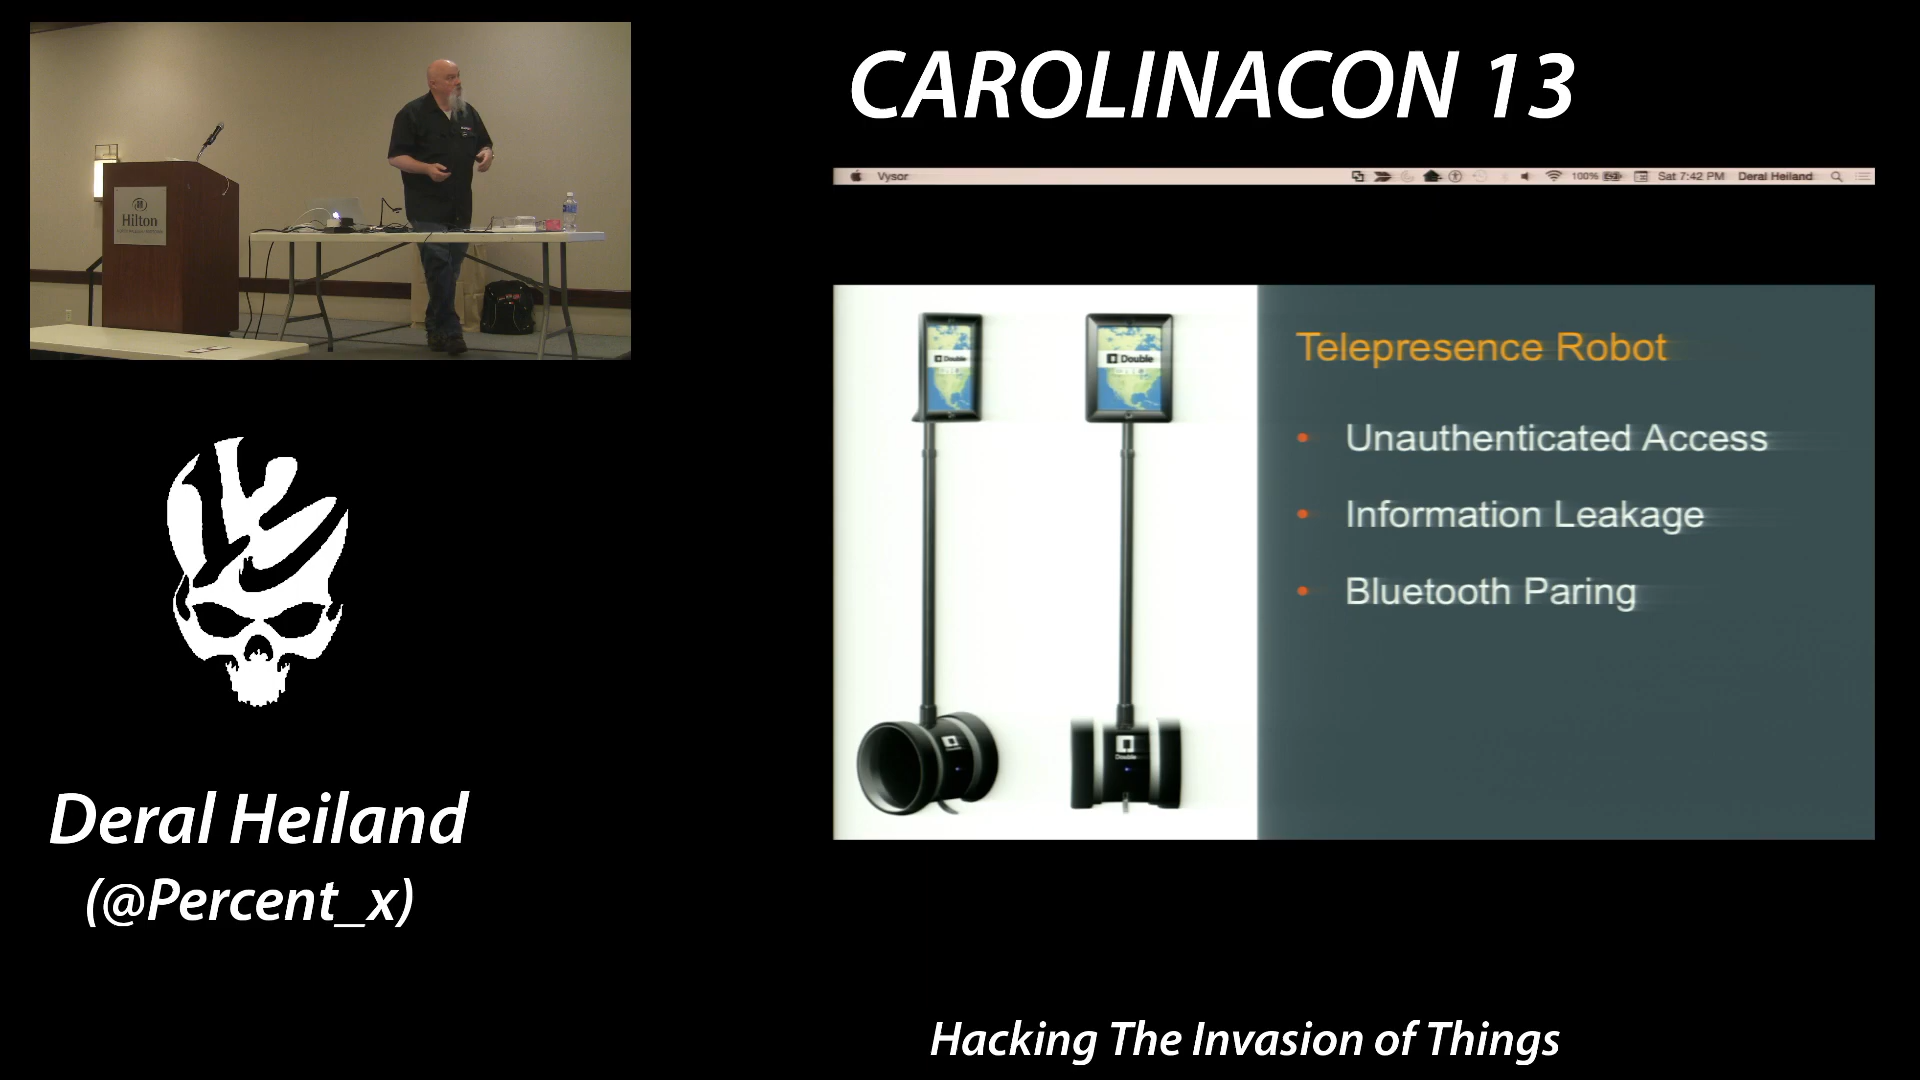 CAROLINACON 13
Hilton
Vysor
100%
Sat 7:42 PM
Deral Heiland
Double
Double
Telepresence Robot
• Unauthenticated Access
• Information Leakage
• Bluetooth Paring
Double
Deral Heiland
(@Percent_x)
Hacking The Invasion of Things